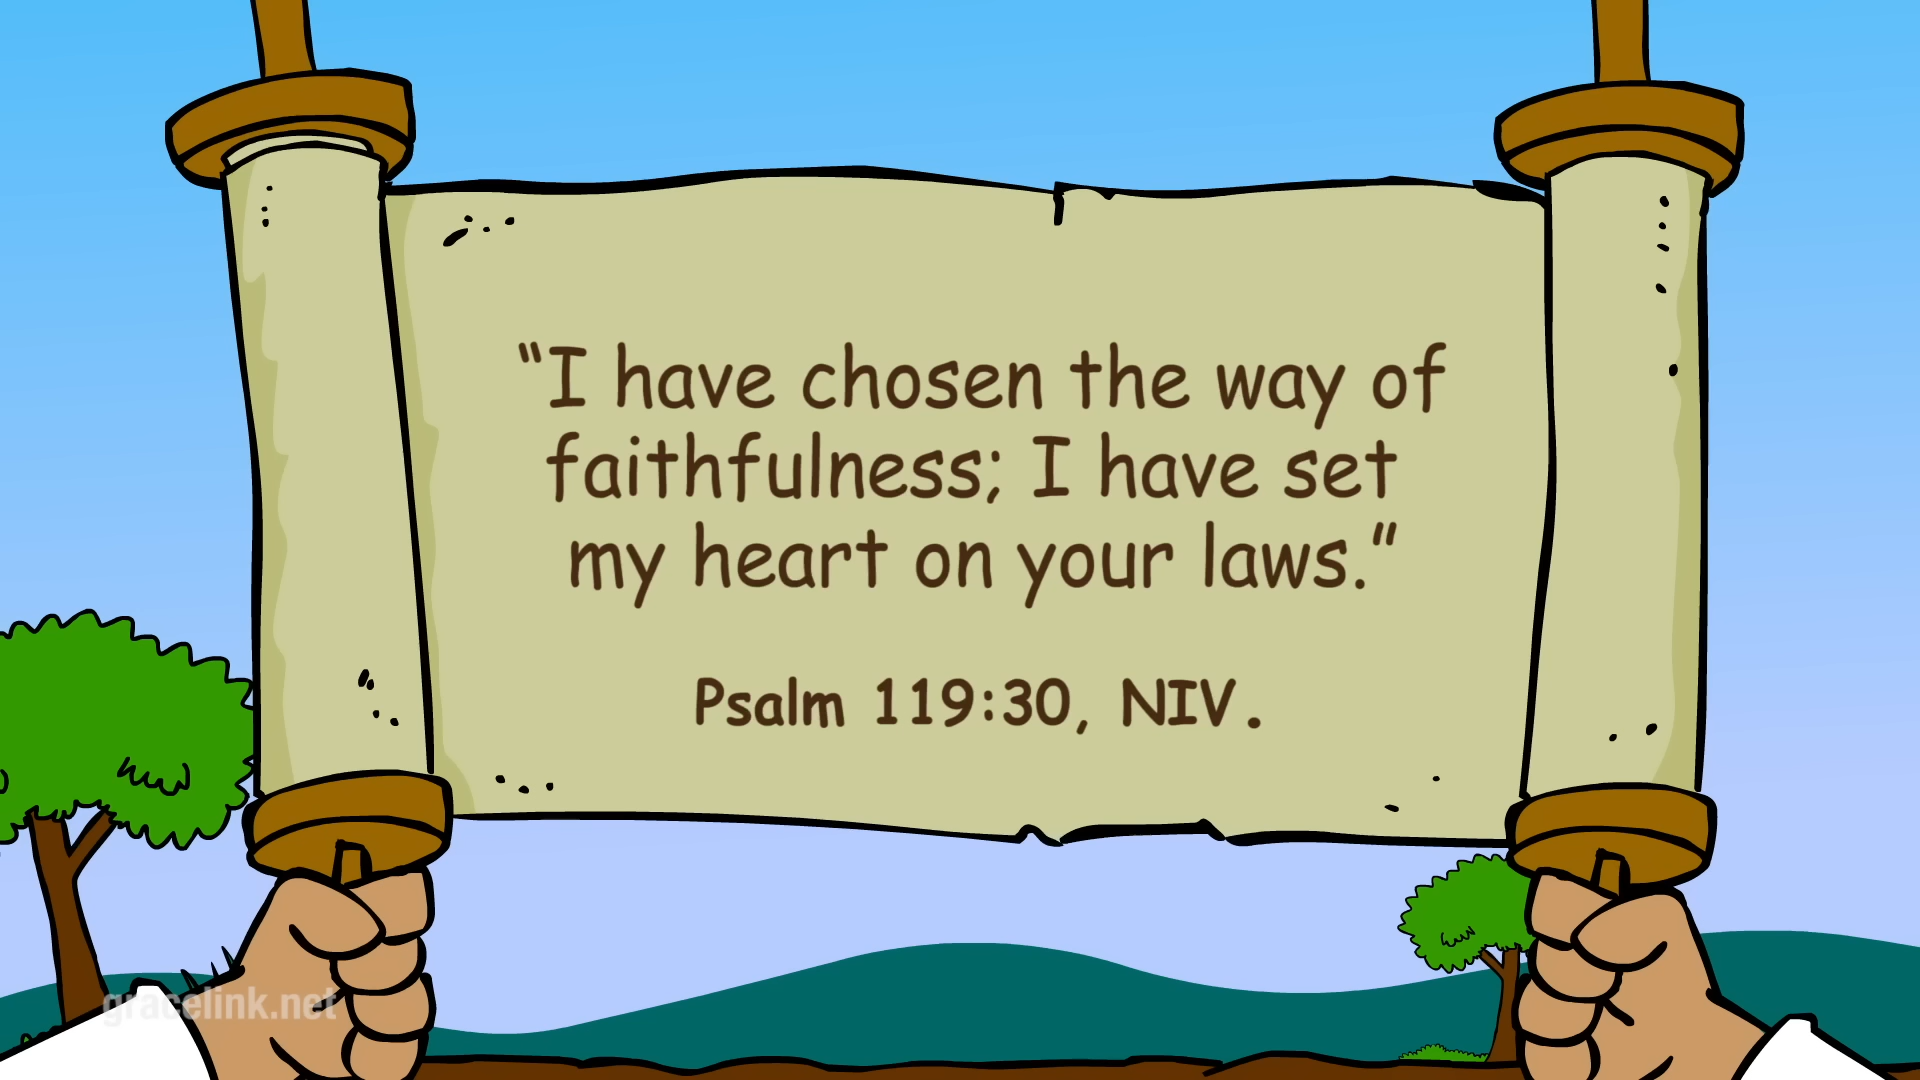 “I have chosen the way of
faithfulness; I have set
my heart on your laws.”
Psalm 119:30, NIV.
gracelink.net